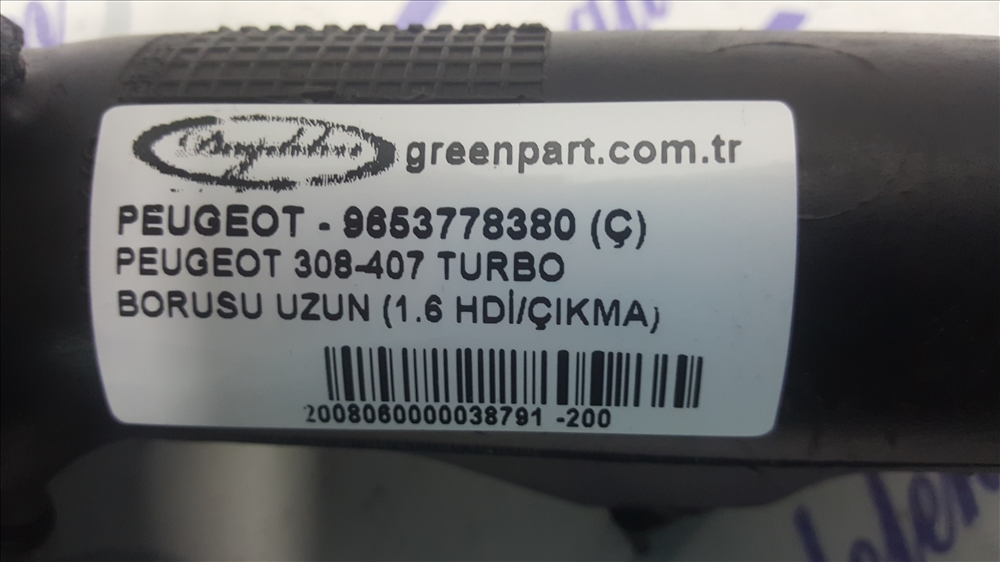 greenpart.com.tr
PEUGEOT - 9653778380 (Ç)
PEUGEOT 308-407 TURBO
BORUSU UZUN (1.6 HDİ/ÇIKMA)
2008060000038791 -200